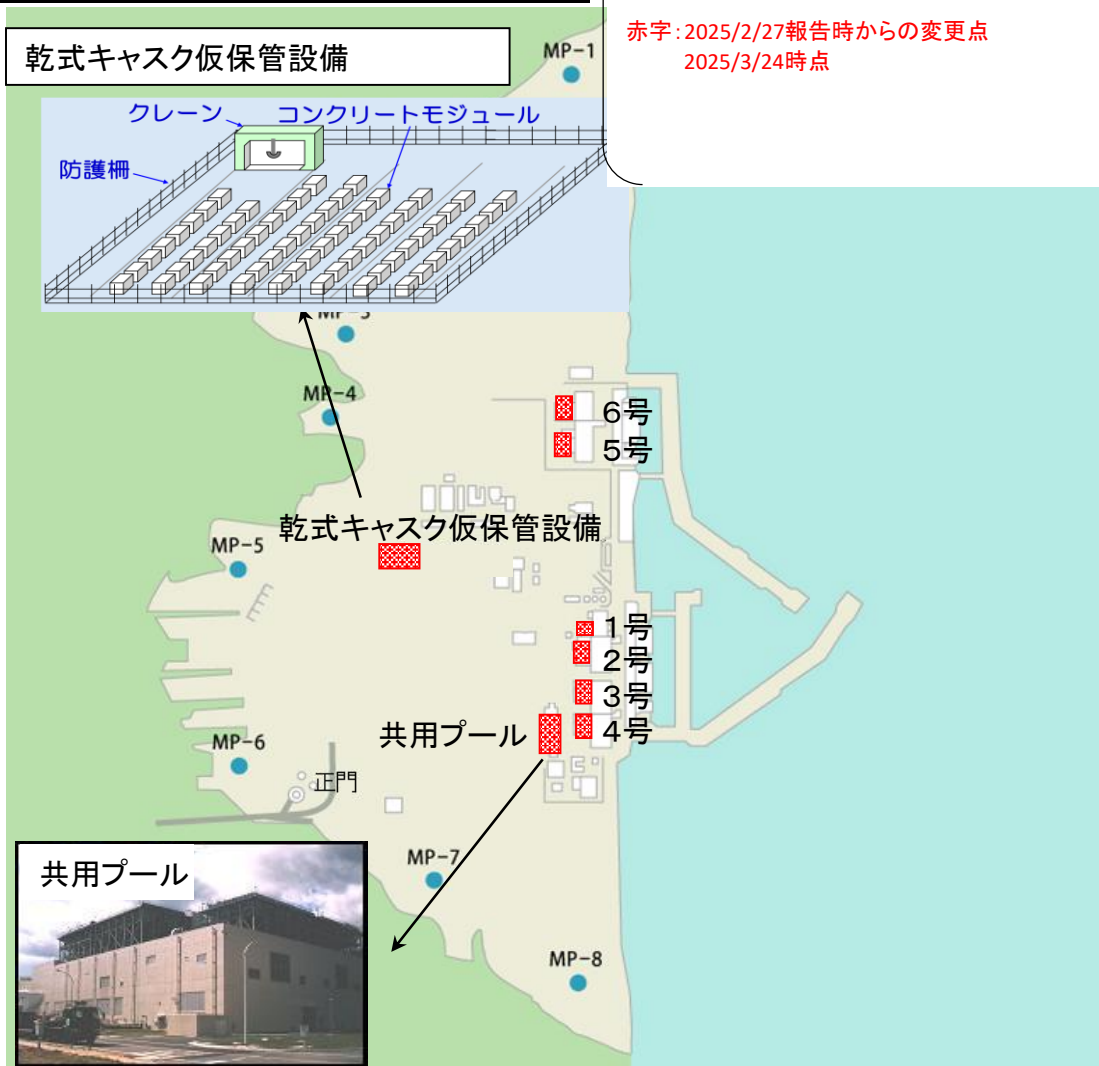 赤字：2025/2/27報告時からの変更点
2025/3/24時点
乾式キャスク仮保管設備
MP-1
クレーン
コンクリートモジュール
防護柵
MP-3
MP-4
6号
5号
乾式キャスク仮保管設備
MP-5
1号
2号
3号
共用プール
4号
MP-6
正門
MP-7
共用プール
MP-8